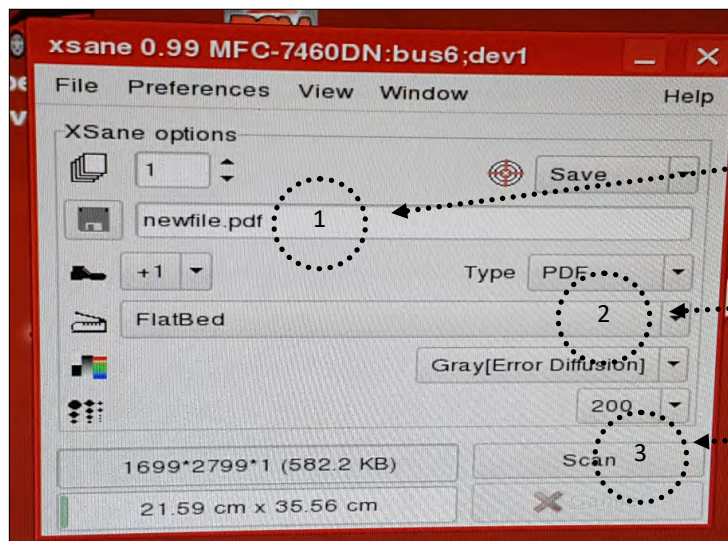 xsane 0.99 MFC-7460DN:bus6;dev1
File Preferences View Window Help
XSane options
1 Save
newfile.pdf 1
+1 Type PDF
FlatBed 2
Gray[Error Diffusion]
200
1699*2799*1 (582.2 KB) Scan 3
21.59 cm x 35.56 cm